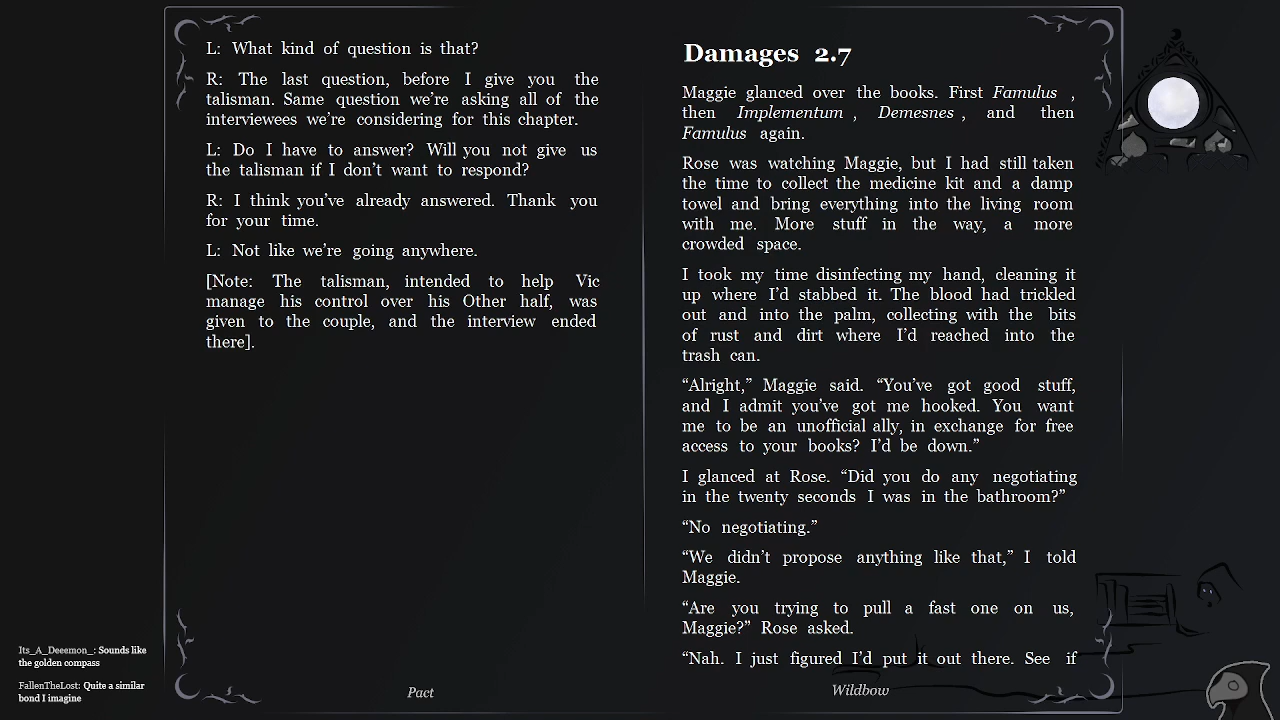 L: What kind of question is that?
R: The last question, before I give you the
talisman. Same question we're asking all of the
interviewees we're considering for this chapter.
L: Do I have to answer? Will you not give us
the talisman if I don't want to respond?
R: I think you've already answered. Thank you
for your time.
L: Not like we're going anywhere.
[Note: The talisman, intended to help Vic
manage his control over his Other half, was
given to the couple, and the interview ended
there].
Pact
Damages 2.7
Maggie glanced over the books. First Famulus ,
then Implementum , Demesnes , and then
Famulus again.
Rose was watching Maggie, but I had still taken
the time to collect the medicine kit and a damp
towel and bring everything into the living room
with me. More stuff in the way, a more
crowded space.
I took my time disinfecting my hand, cleaning it
up where I'd stabbed it. The blood had trickled
out and into the palm, collecting with the bits
of rust and dirt where I'd reached into the
trash can.
“Alright,” Maggie said. “You've got good stuff,
and I admit you've got me hooked. You want
me to be an unofficial ally, in exchange for free
access to your books? I'd be down.”
I glanced at Rose. “Did you do any negotiating
in the twenty seconds I was in the bathroom?”
“No negotiating.”
“We didn't propose anything like that,” I told
Maggie.
“Are you trying to pull a fast one on us,
Maggie?” Rose asked.
“Nah. I just figured I'd put it out there. See if
Wildbow
Its_A_Deeemon_: Sounds like
the golden compass
FallenTheLost: Quite a similar
bond I imagine